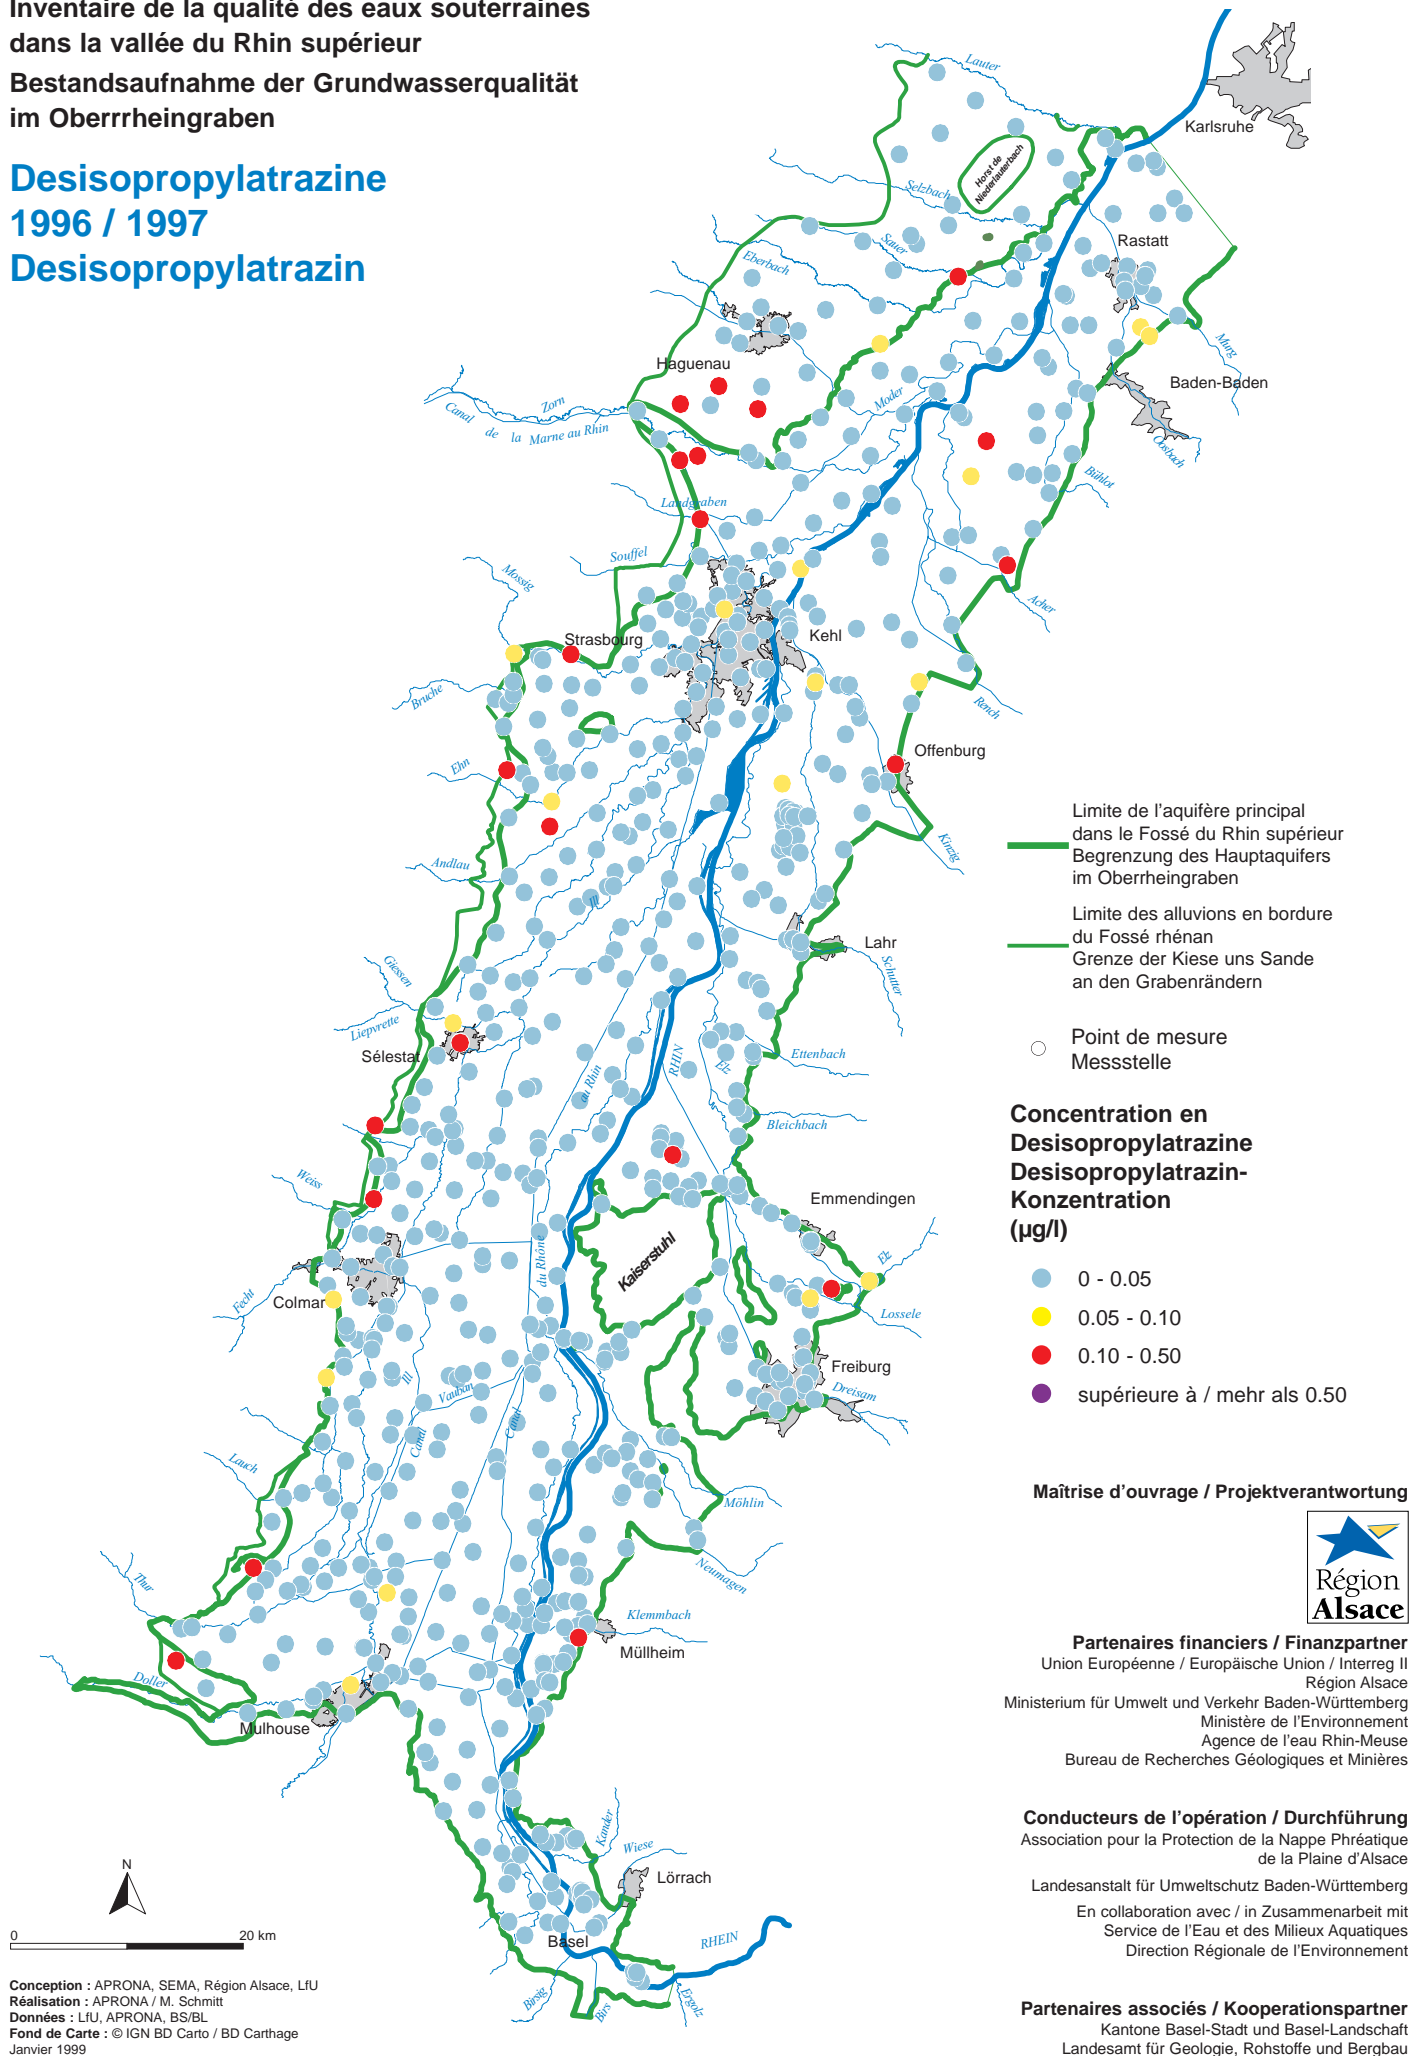 Inventaire de la qualité des eaux souterraines
dans la vallée du Rhin supérieur
Bestandsaufnahme der Grundwasserqualität
im Oberrrheingraben
Desisopropylatrazine
1996 / 1997
Desisopropylatrazin
Lauter
Karlsruhe
Horst de
Niederlauterbach
Selzbach
Sauer
Rastatt
Eberbach
Murg
Haguenau
Baden-Baden
Zorn
Canal de la Marne au Rhin
Moder
Oosbach
Bühlot
Landgraben
Souffel
Mossig
Acher
Strasbourg
Kehl
Bruche
Rench
Offenburg
Ehn
Kinzig
Andlau
Ill
Lahr
Schutter
Giessen
Liepvrette
Sélestat
RHIN
Elz
Ettenbach
au Rhin
Bleichbach
Weiss
Emmendingen
Kaiserstuhl
du Rhône
Elz
Fecht
Colmar
Lossele
Freiburg
Dreisam
Ill
Vauban
Canal
Canal
Lauch
Möhlin
Neumagen
Thur
Klemmbach
Müllheim
Doller
Mulhouse
Kander
Wiese
Lörrach
Basel
RHEIN
Birsig
Birs
Ergolz
Limite de l'aquifère principal
dans le Fossé du Rhin supérieur
Begrenzung des Hauptaquifers
im Oberrheingraben
Limite des alluvions en bordure
du Fossé rhénan
Grenze der Kiese uns Sande
an den Grabenrändern
Point de mesure
Messstelle
Concentration en
Desisopropylatrazine
Desisopropylatrazin-
Konzentration
(µg/l)
0 - 0.05
0.05 - 0.10
0.10 - 0.50
supérieure à / mehr als 0.50
Maîtrise d'ouvrage / Projektverantwortung
Région
Alsace
Partenaires financiers / Finanzpartner
Union Européenne / Europäische Union / Interreg II
Région Alsace
Ministerium für Umwelt und Verkehr Baden-Württemberg
Ministère de l'Environnement
Agence de l'eau Rhin-Meuse
Bureau de Recherches Géologiques et Minières
Conducteurs de l'opération / Durchführung
Association pour la Protection de la Nappe Phréatique
de la Plaine d'Alsace
Landesanstalt für Umweltschutz Baden-Württemberg
En collaboration avec / in Zusammenarbeit mit
Service de l'Eau et des Milieux Aquatiques
Direction Régionale de l'Environnement
Partenaires associés / Kooperationspartner
Kantone Basel-Stadt und Basel-Landschaft
Landesamt für Geologie, Rohstoffe und Bergbau
N
0 20 km
Conception : APRONA, SEMA, Région Alsace, LfU
Réalisation : APRONA / M. Schmitt
Données : LfU, APRONA, BS/BL
Fond de Carte : © IGN BD Carto / BD Carthage
Janvier 1999